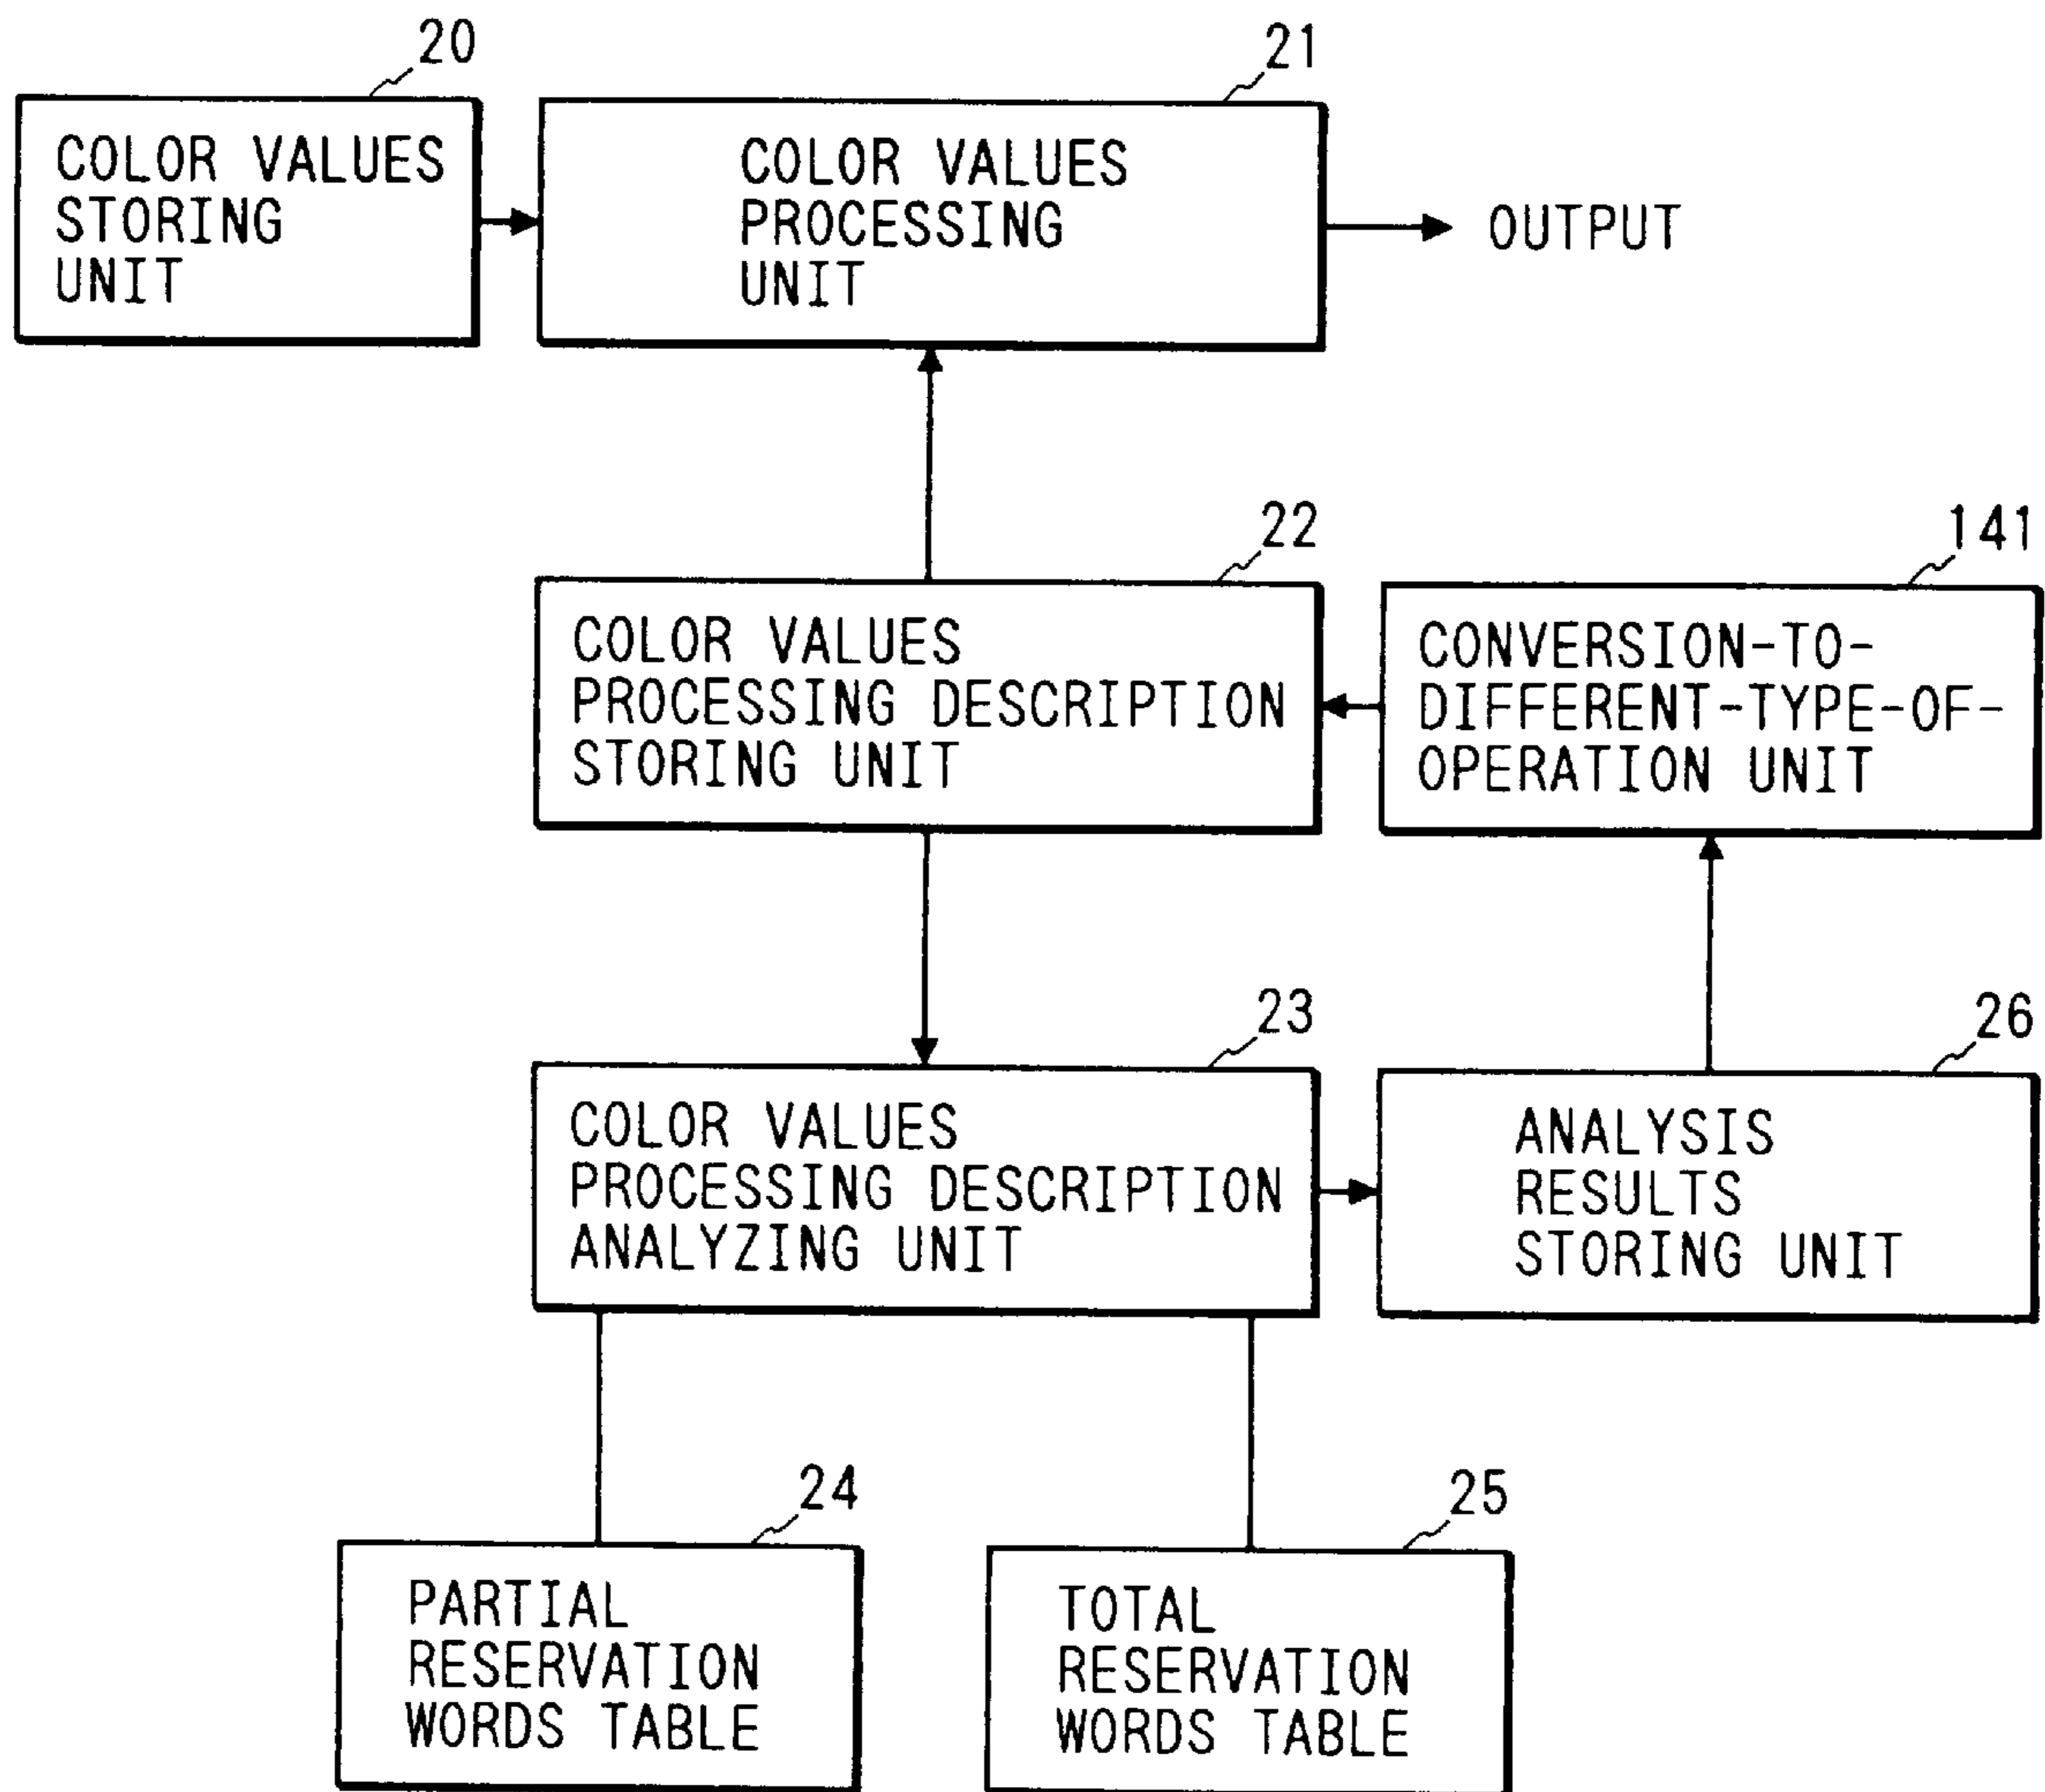 20
COLOR VALUES
STORING
UNIT
21
COLOR VALUES
PROCESSING
UNIT
OUTPUT
22
COLOR VALUES
PROCESSING DESCRIPTION
STORING UNIT
141
CONVERSION-TO-
DIFFERENT-TYPE-OF-
OPERATION UNIT
23
COLOR VALUES
PROCESSING DESCRIPTION
ANALYZING UNIT
26
ANALYSIS
RESULTS
STORING UNIT
24
PARTIAL
RESERVATION
WORDS TABLE
25
TOTAL
RESERVATION
WORDS TABLE